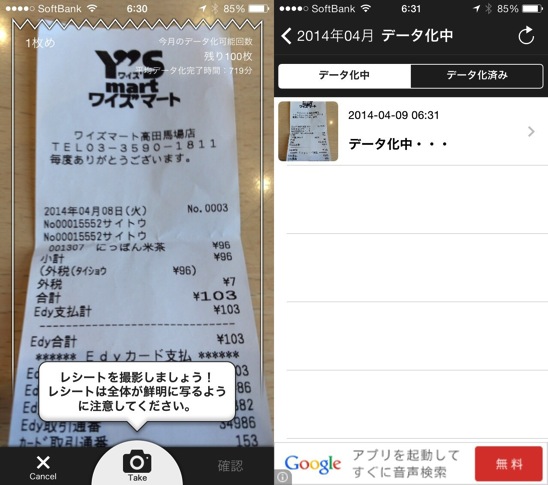 ●●●●○ SoftBank 6:30 85%
1枚め
今月のデータ化可能回数
残り100枚
平均データ化完了時間:719分
Y'S
ワイズ
mart
ワイズマート
ワイズマート高田馬場店
TEL03-3590-1811
毎度ありがとうございます。
2014年04月08日(火) No.0003
No00015552サイトウ
No00015552サイトウ
001307 にっぽん米茶 ¥96
小計 ¥96
(外税(タイショウ ¥96)
外税 ¥7
合計 ¥103
Edy支払計 ¥103
Edy合計 ¥103
****** Edyカード支払 ******
レシートを撮影しましょう!
レシートは全体が鮮明に写るよう
に注意してください。
Edy取引通番 34986
カード取引通番 153
Cancel
Take
確認
●●●●○ SoftBank 6:31 85%
2014年04月 データ化中
データ化中
データ化済み
2014-04-09 06:31
データ化中・・・
Google
アプリを起動して
すぐに音声検索
無料